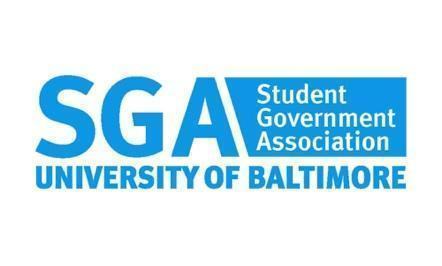 SGA
Student
Government
Association
UNIVERSITY OF BALTIMORE